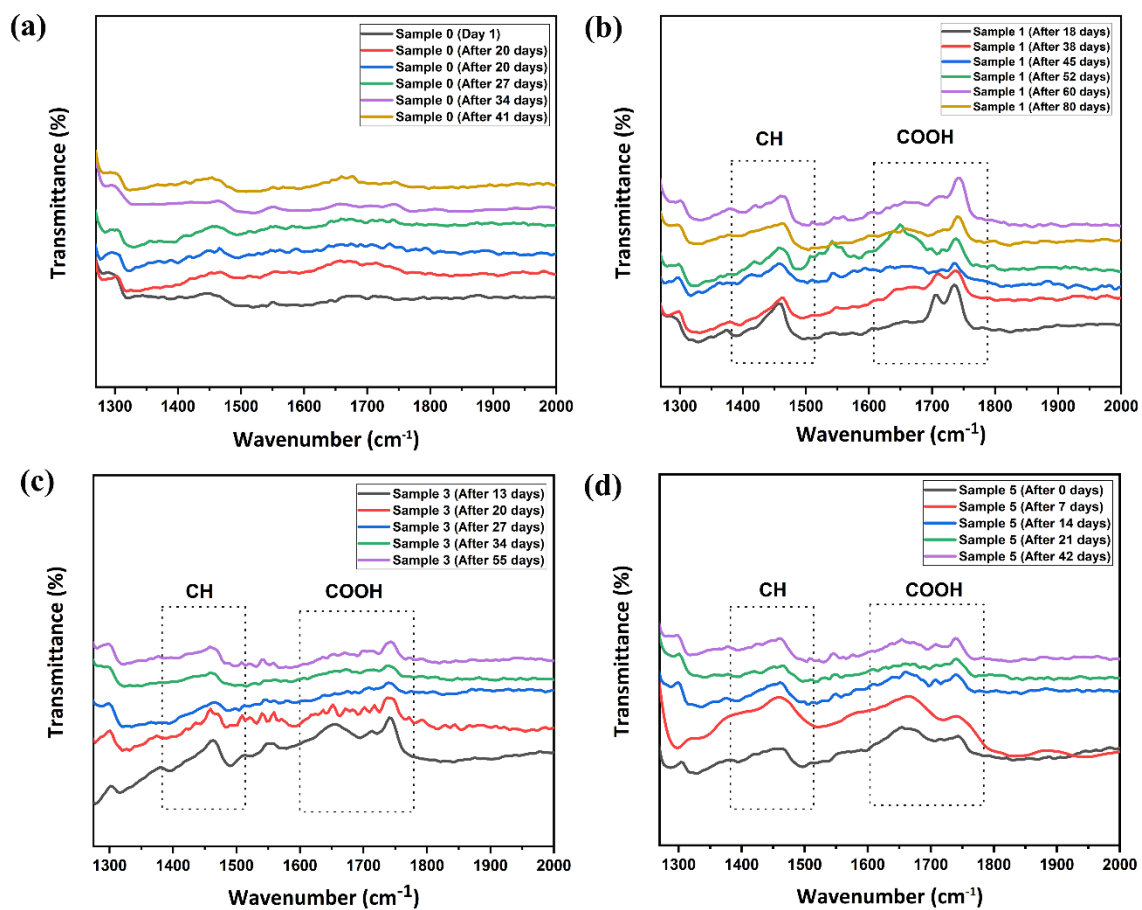 (a)
Sample 0 (Day 1)
Sample 0 (After 20 days)
Sample 0 (After 20 days)
Sample 0 (After 27 days)
Sample 0 (After 34 days)
Sample 0 (After 41 days)
Transmittance (%)
1300 1400 1500 1600 1700 1800 1900 2000
Wavenumber (cm⁻¹)
(b)
Sample 1 (After 18 days)
Sample 1 (After 38 days)
Sample 1 (After 45 days)
Sample 1 (After 52 days)
Sample 1 (After 60 days)
Sample 1 (After 80 days)
CH COOH
Transmittance (%)
1300 1400 1500 1600 1700 1800 1900 2000
Wavenumber (cm⁻¹)
(c)
Sample 3 (After 13 days)
Sample 3 (After 20 days)
Sample 3 (After 27 days)
Sample 3 (After 34 days)
Sample 3 (After 55 days)
CH COOH
Transmittance (%)
1300 1400 1500 1600 1700 1800 1900 2000
Wavenumber (cm⁻¹)
(d)
Sample 5 (After 0 days)
Sample 5 (After 7 days)
Sample 5 (After 14 days)
Sample 5 (After 21 days)
Sample 5 (After 42 days)
CH COOH
Transmittance (%)
1300 1400 1500 1600 1700 1800 1900 2000
Wavenumber (cm⁻¹)